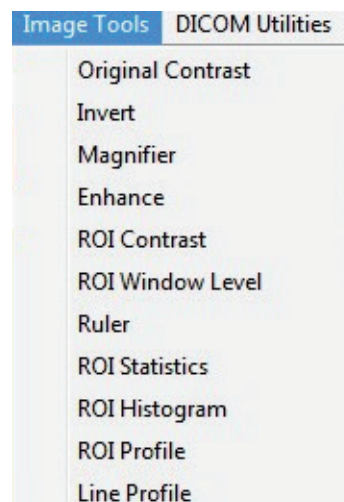 Image Tools DICOM Utilities
Original Contrast
Invert
Magnifier
Enhance
ROI Contrast
ROI Window Level
Ruler
ROI Statistics
ROI Histogram
ROI Profile
Line Profile